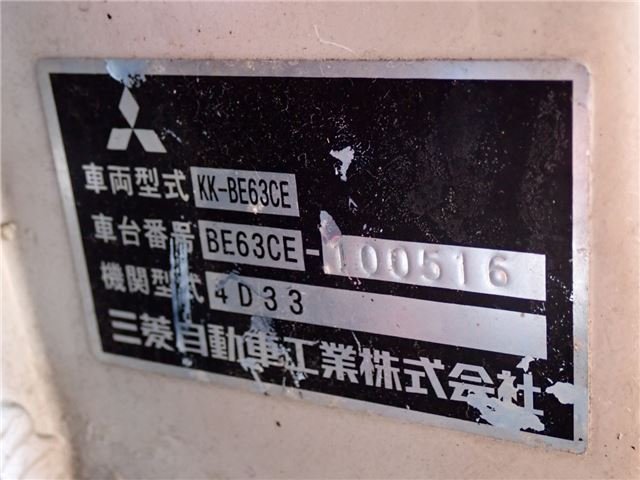 車両型式 KK-BE63CE
車台番号 BE63CE-100516
機関型式 4D33
三菱自動車工業株式会社